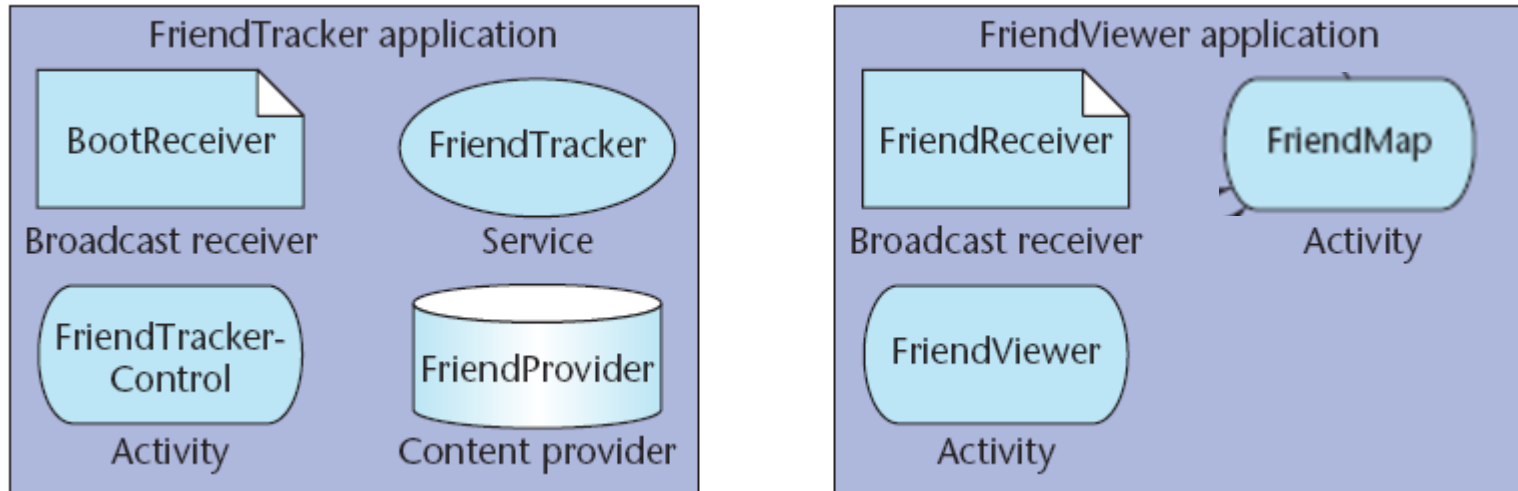 FriendTracker application
BootReceiver
Broadcast receiver
FriendTracker
Service
FriendTracker-
Control
Activity
FriendProvider
Content provider
FriendViewer application
FriendReceiver
Broadcast receiver
FriendMap
Activity
FriendViewer
Activity